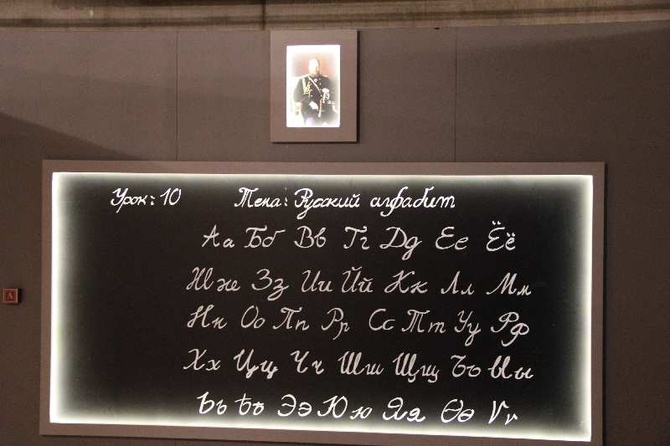 Урок: 10 Тема: Русский алфабит
Аа Бб Вв Гг Дд Ее Ёё
Жж Зз Ии Йй Кк Лл Мм
Нн Оо Пп Рр Сс Тт Уу Фф
Хх Цц Чч Шш Щщ Ъъ Ыы
Ьь Ѣѣ Ээ Юю Яя Ѳѳ Ѵѵ